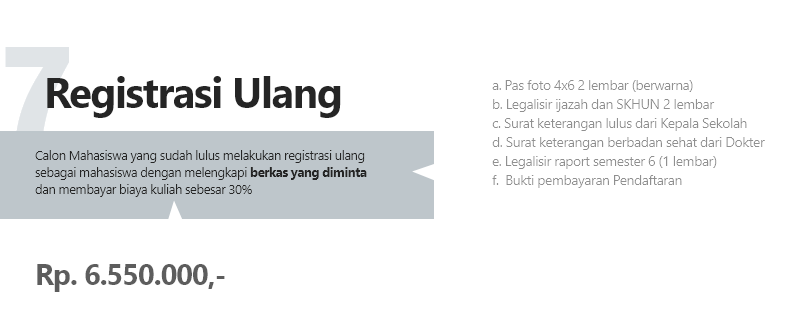 7
Registrasi Ulang
Calon Mahasiswa yang sudah lulus melakukan registrasi ulang
sebagai mahasiswa dengan melengkapi berkas yang diminta
dan membayar biaya kuliah sebesar 30%
Rp. 6.550.000,-
a. Pas foto 4x6 2 lembar (berwarna)
b. Legalisir ijazah dan SKHUN 2 lembar
c. Surat keterangan lulus dari Kepala Sekolah
d. Surat keterangan berbadan sehat dari Dokter
e. Legalisir raport semester 6 (1 lembar)
f. Bukti pembayaran Pendaftaran